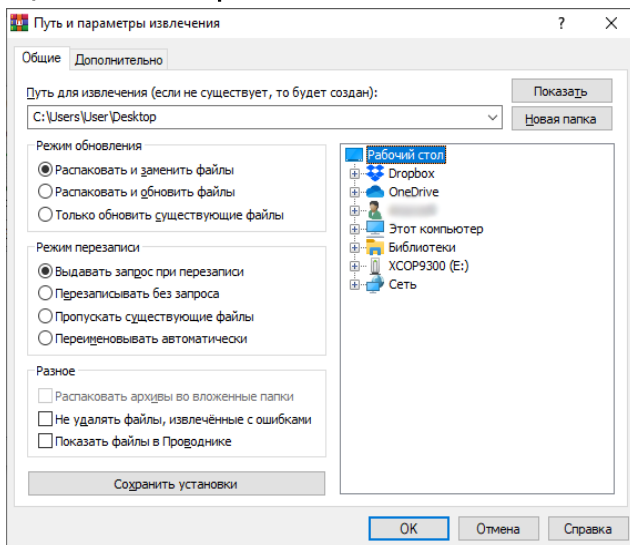 Путь и параметры извлечения
?
Общие Дополнительно
Путь для извлечения (если не существует, то будет создан):
Показать
C:\Users\User\Desktop
Новая папка
Режим обновления
Распаковать и заменить файлы
Распаковать и обновить файлы
Только обновить существующие файлы
Режим перезаписи
Выдавать запрос при перезаписи
Перезаписывать без запроса
Пропускать существующие файлы
Переименовывать автоматически
Разное
Распаковать архивы во вложенные папки
Не удалять файлы, извлечённые с ошибками
Показать файлы в Проводнике
Сохранить установки
Рабочий стол
Dropbox
OneDrive
Этот компьютер
Библиотеки
XCOP9300 (E:)
Сеть
OK Отмена Справка